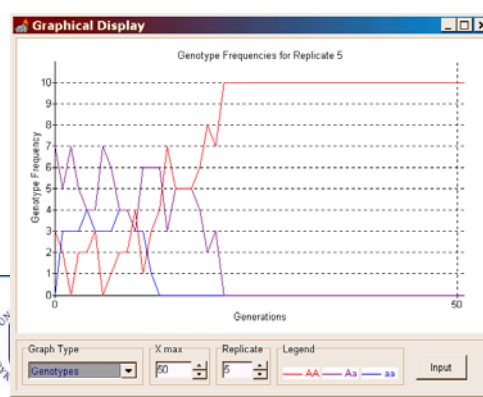 Graphical Display
Genotype Frequencies for Replicate 5
Genotype Frequency
10
9
8
7
6
5
4
3
2
1
0
0
50
Generations
Graph Type
Genotypes
X max
50
Replicate
5
Legend
AA Aa aa
Input